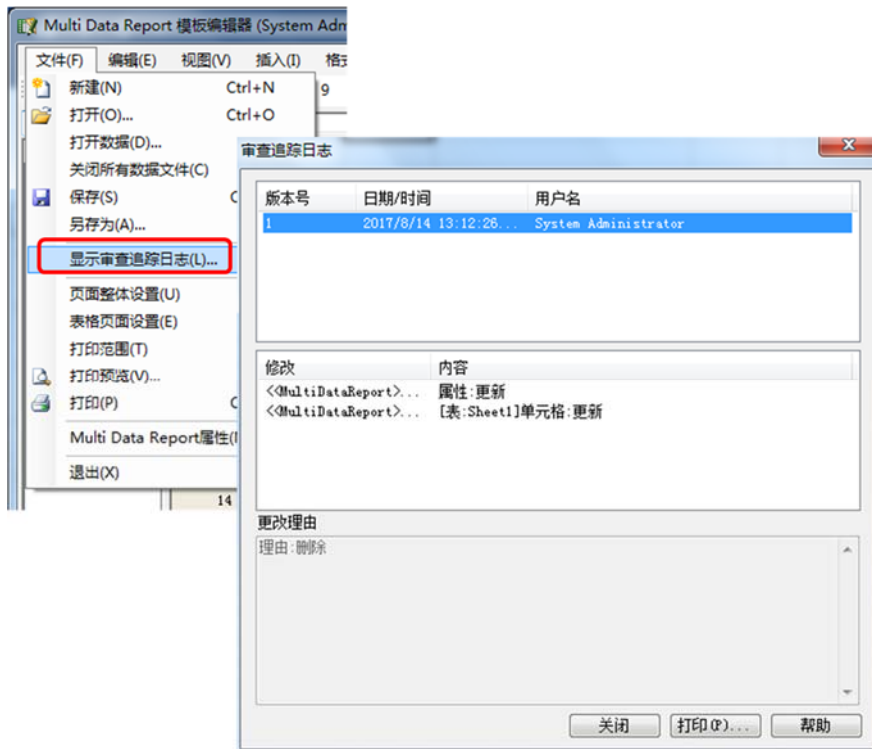 Multi Data Report 模板编辑器 (System Adm
文件(F) 编辑(E) 视图(V) 插入(I) 格式
新建(N) Ctrl+N 9
打开(O)... Ctrl+O
打开数据(D)...
关闭所有数据文件(C)
保存(S) C
另存为(A)...
显示审查追踪日志(L)...
页面整体设置(U)
表格页面设置(E)
打印范围(T)
打印预览(V)...
打印(P) C
Multi Data Report属性(
退出(X)
14
审查追踪日志
版本号 日期/时间 用户名
1 2017/8/14 13:12:26... System Administrator
修改 内容
<<MultiDataReport>... 属性:更新
<<MultiDataReport>... [表:Sheet1]单元格:更新
更改理由
理由:删除
关闭 打印(P)... 帮助